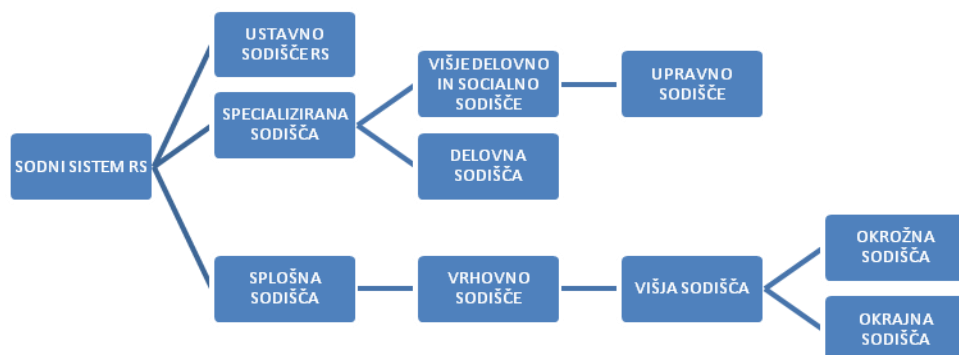 SODNI SISTEM RS
USTAVNO
SODIŠČE RS
SPECIALIZIRANA
SODIŠČA
VIŠJE DELOVNO
IN SOCIALNO
SODIŠČE
UPRAVNO
SODIŠČE
DELOVNA
SODIŠČA
SPLOŠNA
SODIŠČA
VRHOVNO
SODIŠČE
VIŠJA SODIŠČA
OKROŽNA
SODIŠČA
OKRAJNA
SODIŠČA